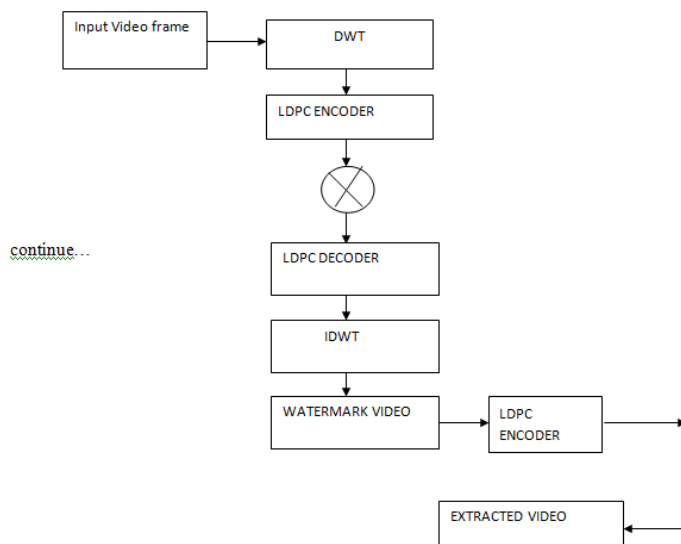 Input Video frame
DWT
LDPC ENCODER
continue...
LDPC DECODER
IDWT
WATERMARK VIDEO
LDPC
ENCODER
EXTRACTED VIDEO